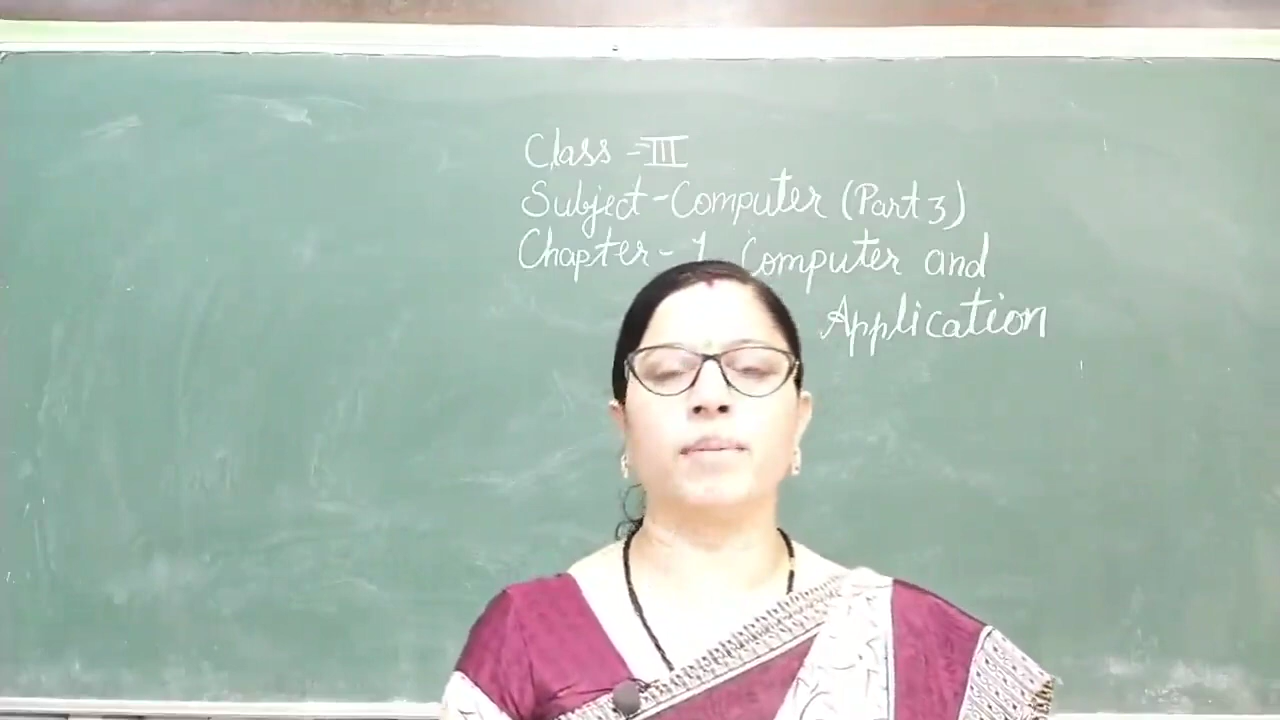 Class - III
Subject - Computer (Part 3)
Chapter - 1 Computer and
Application